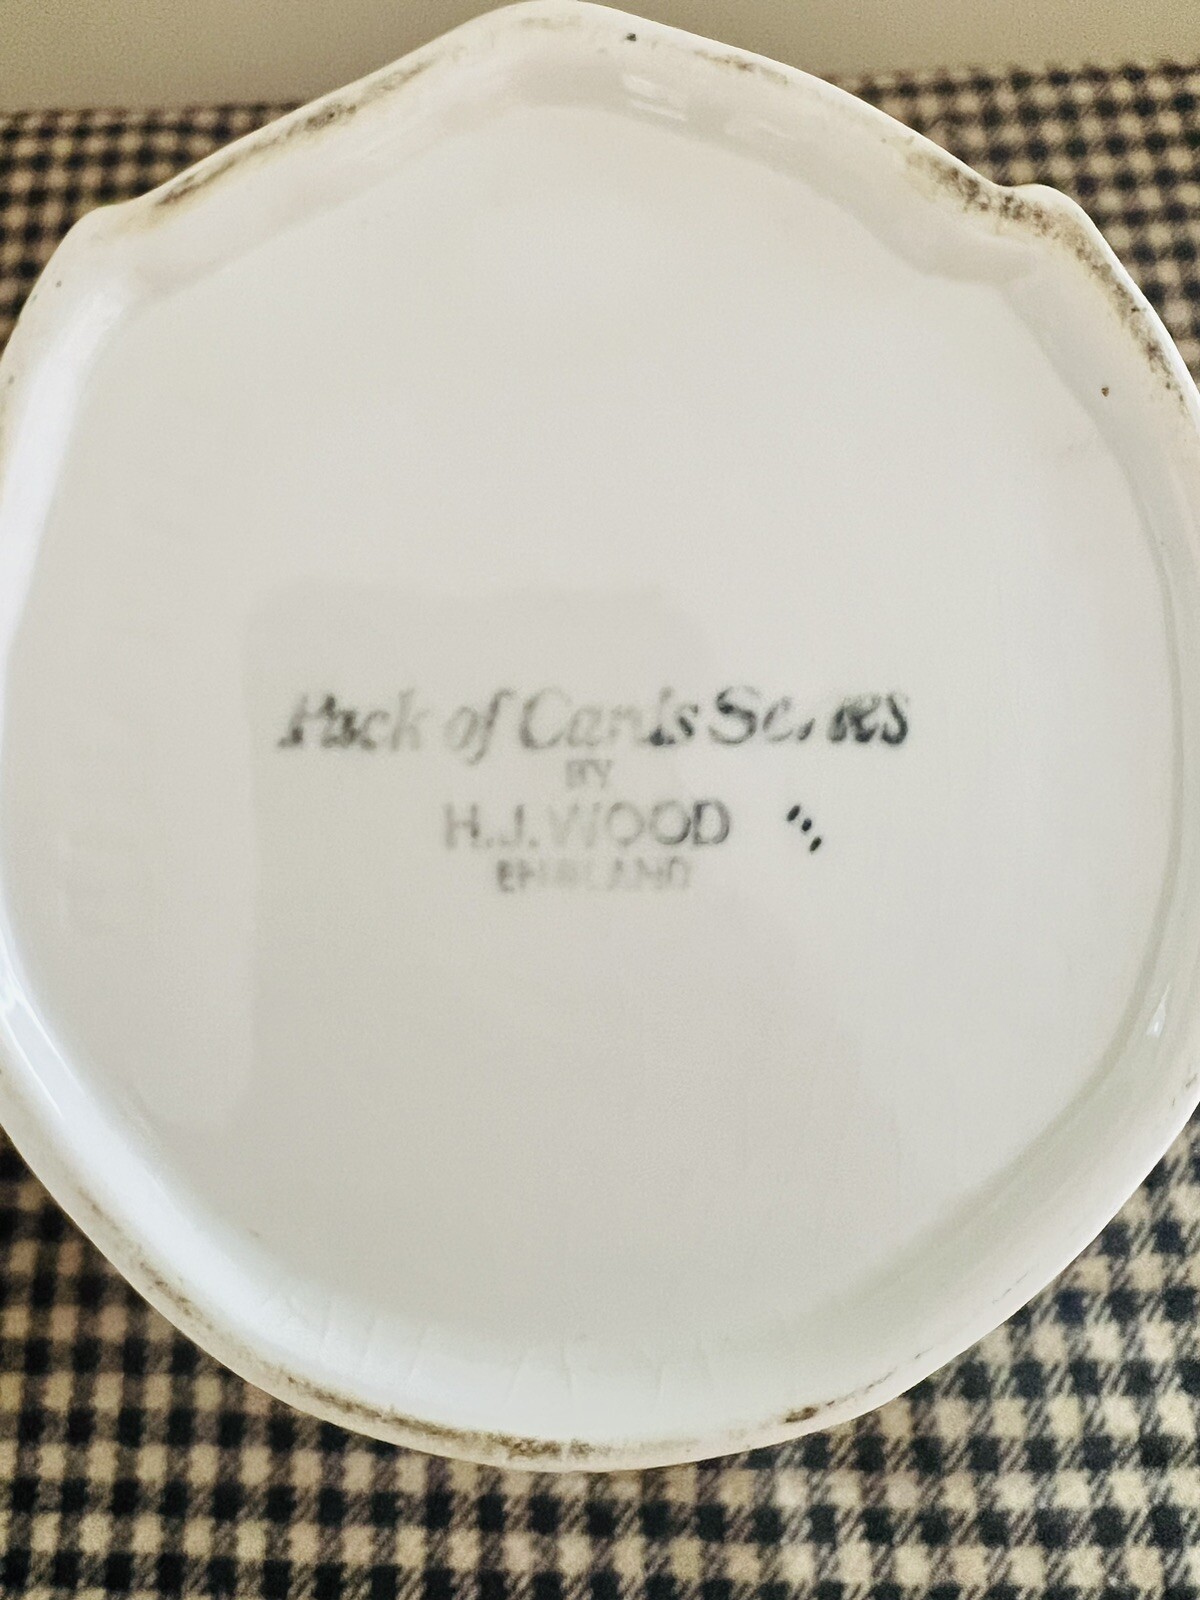 Pack of Cards Series
BY
H.J. WOOD
ENGLAND